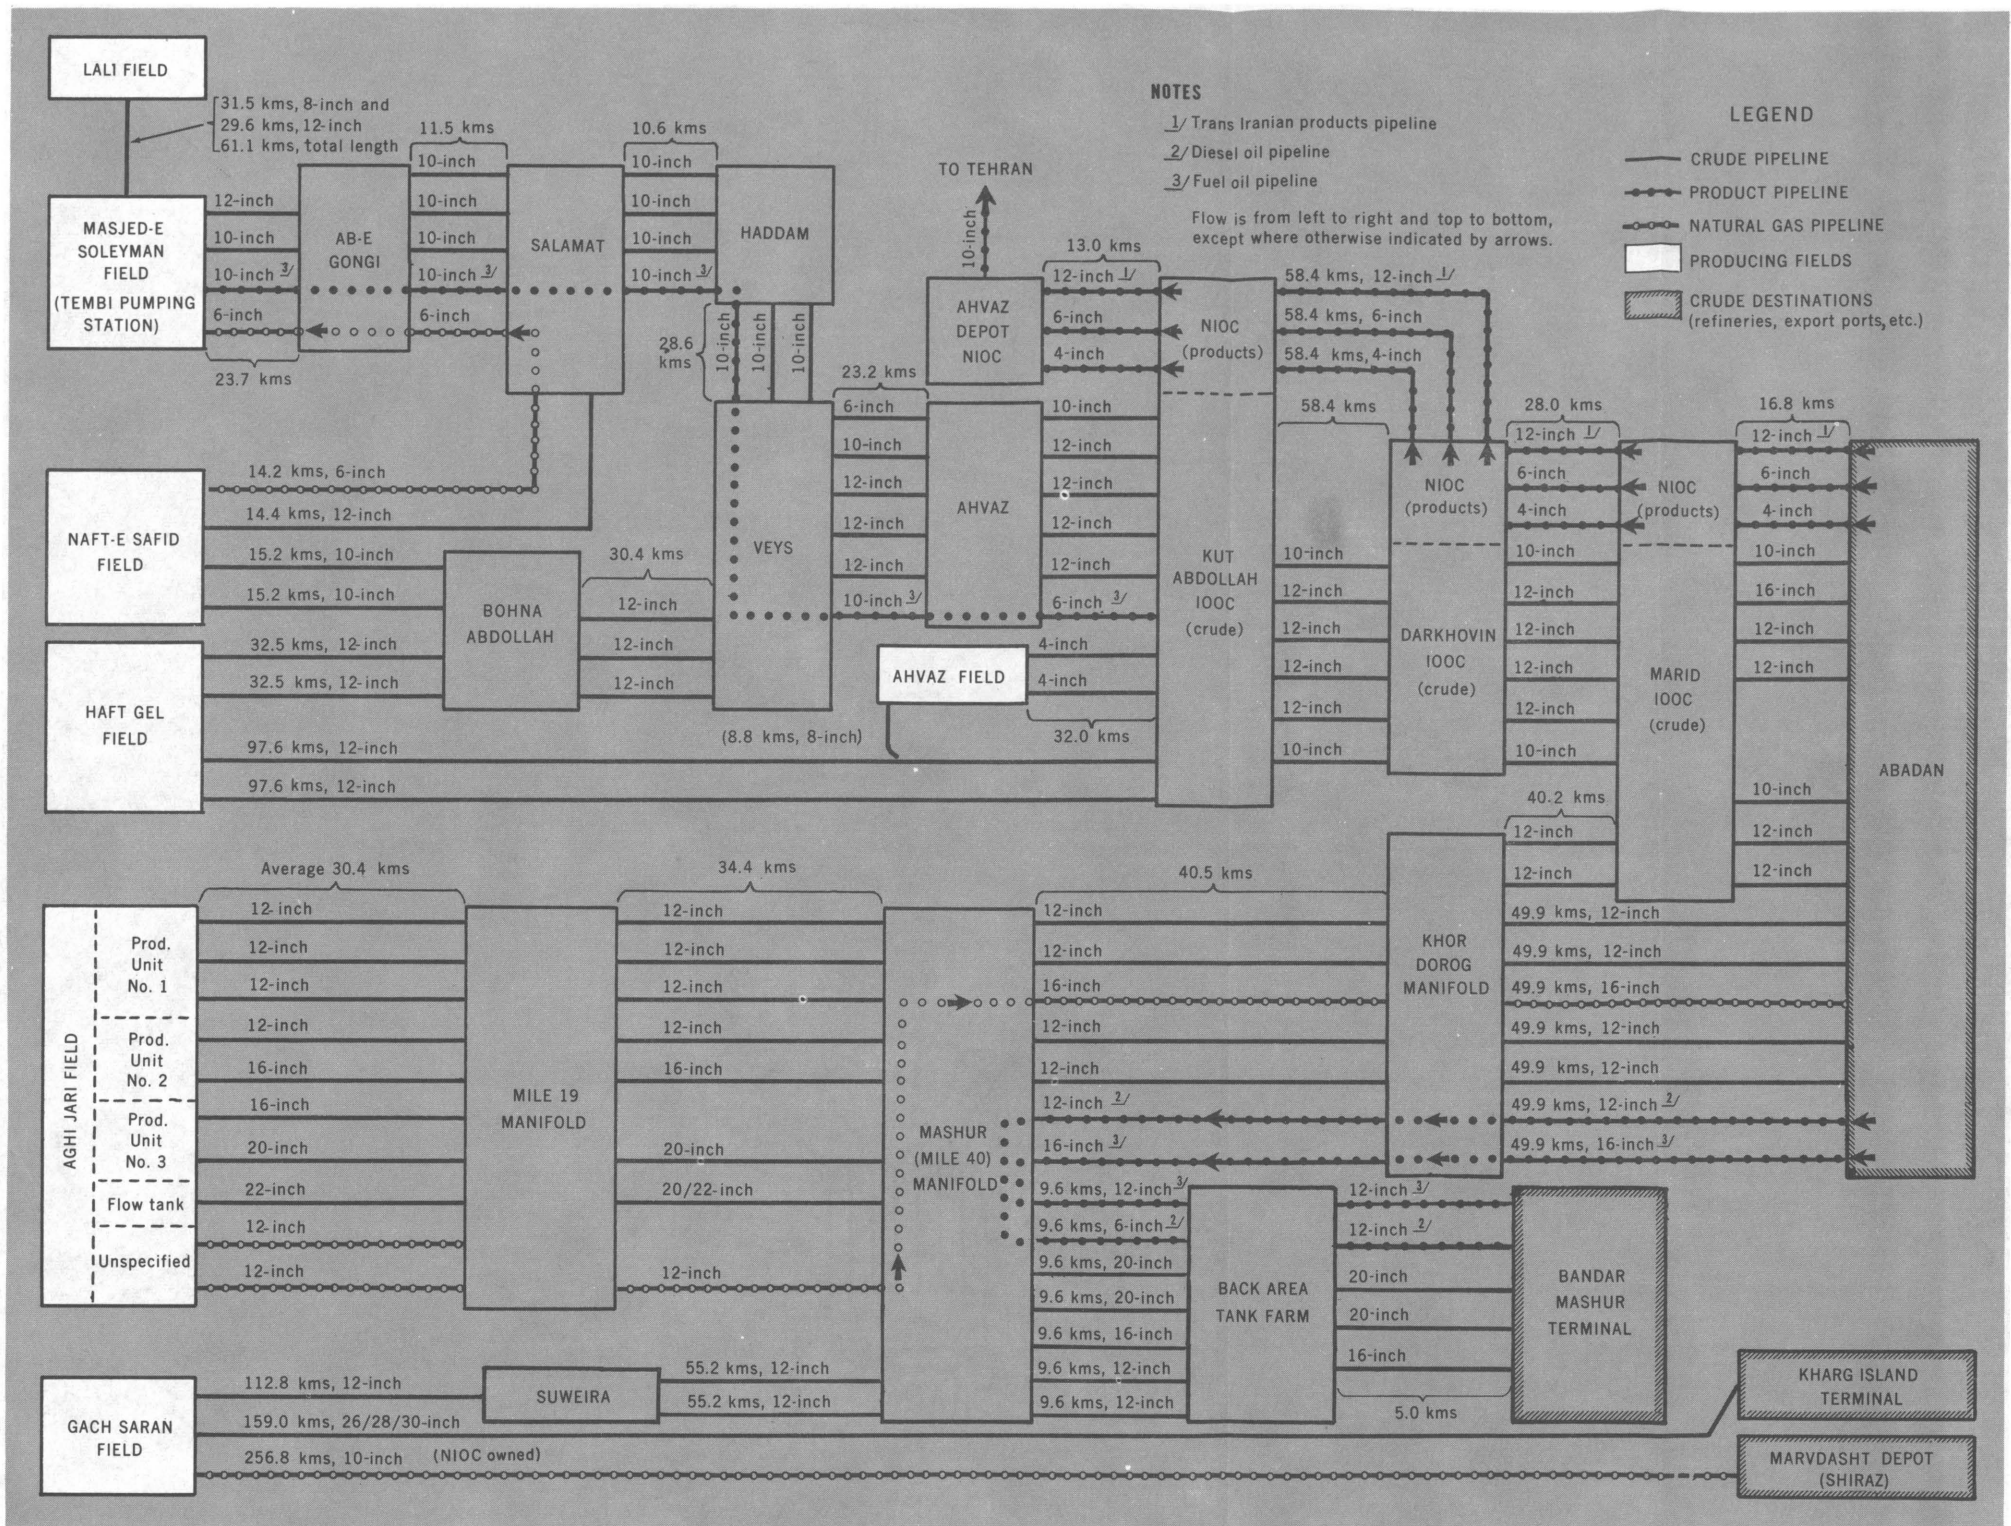 NOTES
1/ Trans Iranian products pipeline
2/ Diesel oil pipeline
3/ Fuel oil pipeline
Flow is from left to right and top to bottom,
except where otherwise indicated by arrows.
LEGEND
CRUDE PIPELINE
PRODUCT PIPELINE
NATURAL GAS PIPELINE
PRODUCING FIELDS
CRUDE DESTINATIONS
(refineries, export ports, etc.)
LALI FIELD
31.5 kms, 8-inch and
29.6 kms, 12-inch
61.1 kms, total length
MASJED-E
SOLEYMAN
FIELD
(TEMBI PUMPING
STATION)
12-inch
10-inch
10-inch 3/
6-inch
23.7 kms
AB-E
GONGI
11.5 kms
10-inch
10-inch
10-inch
10-inch 3/
6-inch
SALAMAT
10.6 kms
10-inch
10-inch
10-inch
10-inch 3/
HADDAM
28.6
kms
10-inch
10-inch
10-inch
NAFT-E SAFID
FIELD
14.2 kms, 6-inch
14.4 kms, 12-inch
15.2 kms, 10-inch
15.2 kms, 10-inch
HAFT GEL
FIELD
32.5 kms, 12-inch
32.5 kms, 12-inch
97.6 kms, 12-inch
97.6 kms, 12-inch
BOHNA
ABDOLLAH
30.4 kms
12-inch
12-inch
12-inch
VEYS
(8.8 kms, 8-inch)
23.2 kms
6-inch
10-inch
12-inch
12-inch
12-inch
10-inch 3/
AHVAZ
10-inch
12-inch
12-inch
12-inch
12-inch
6-inch 3/
AHVAZ FIELD
4-inch
4-inch
32.0 kms
TO TEHRAN
10-inch
AHVAZ
DEPOT
NIOC
13.0 kms
12-inch 1/
6-inch
4-inch
NIOC
(products)
KUT
ABDOLLAH
IOOC
(crude)
58.4 kms, 12-inch 1/
58.4 kms, 6-inch
58.4 kms, 4-inch
58.4 kms
10-inch
12-inch
12-inch
12-inch
12-inch
10-inch
NIOC
(products)
DARKHOVIN
IOOC
(crude)
28.0 kms
12-inch 1/
6-inch
4-inch
10-inch
12-inch
12-inch
12-inch
12-inch
10-inch
NIOC
(products)
MARID
IOOC
(crude)
16.8 kms
12-inch 1/
6-inch
4-inch
10-inch
16-inch
12-inch
12-inch
10-inch
12-inch
12-inch
ABADAN
40.2 kms
12-inch
12-inch
AGHI JARI FIELD
Prod.
Unit
No. 1
Prod.
Unit
No. 2
Prod.
Unit
No. 3
Flow tank
Unspecified
Average 30.4 kms
12-inch
12-inch
12-inch
12-inch
16-inch
16-inch
20-inch
22-inch
12-inch
12-inch
MILE 19
MANIFOLD
34.4 kms
12-inch
12-inch
12-inch
12-inch
16-inch
20-inch
20/22-inch
12-inch
MASHUR
(MILE 40)
MANIFOLD
40.5 kms
12-inch
12-inch
16-inch
12-inch
12-inch
12-inch 2/
16-inch 3/
KHOR
DOROG
MANIFOLD
49.9 kms, 12-inch
49.9 kms, 12-inch
49.9 kms, 16-inch
49.9 kms, 12-inch
49.9 kms, 12-inch
49.9 kms, 12-inch 2/
49.9 kms, 16-inch 3/
9.6 kms, 12-inch 3/
9.6 kms, 6-inch 2/
9.6 kms, 20-inch
9.6 kms, 20-inch
9.6 kms, 16-inch
9.6 kms, 12-inch
9.6 kms, 12-inch
BACK AREA
TANK FARM
12-inch 3/
12-inch 2/
20-inch
20-inch
16-inch
5.0 kms
BANDAR
MASHUR
TERMINAL
GACH SARAN
FIELD
112.8 kms, 12-inch
159.0 kms, 26/28/30-inch
256.8 kms, 10-inch (NIOC owned)
SUWEIRA
55.2 kms, 12-inch
55.2 kms, 12-inch
KHARG ISLAND
TERMINAL
MARVDASHT DEPOT
(SHIRAZ)